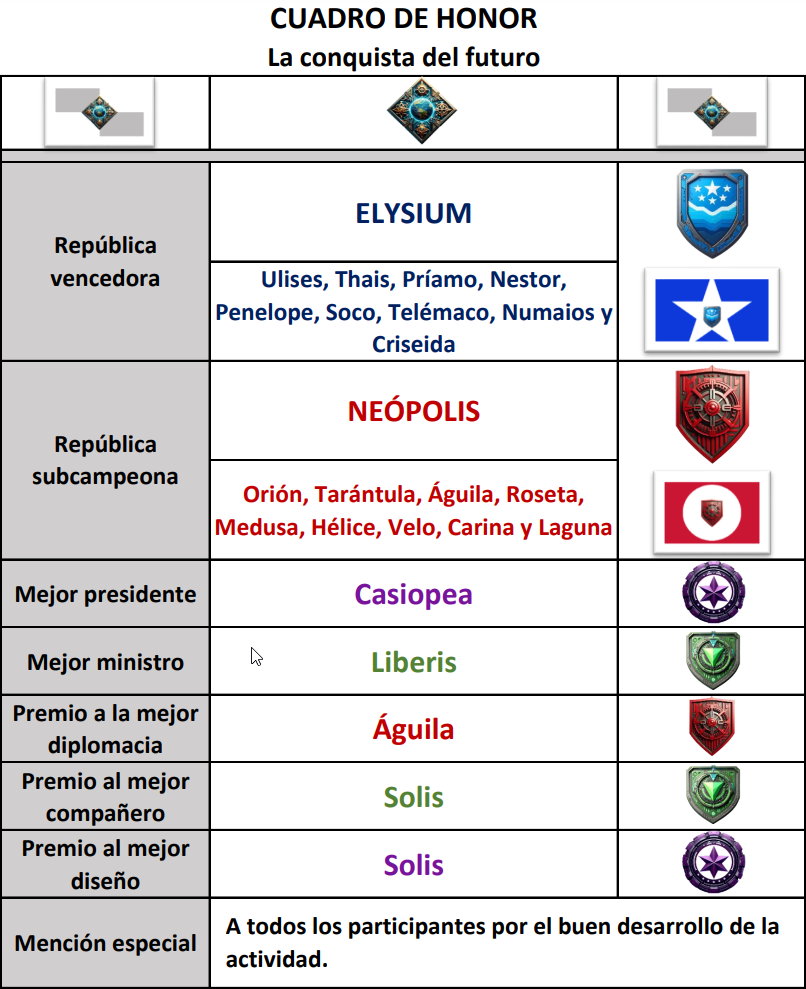 CUADRO DE HONOR
La conquista del futuro
República
vencedora
ELYSIUM
Ulises, Thais, Príamo, Nestor,
Penelope, Soco, Telémaco, Numaios y
Criseida
República
subcampeona
NEÓPOLIS
Orión, Tarántula, Águila, Roseta,
Medusa, Hélice, Velo, Carina y Laguna
Mejor presidente
Casiopea
Mejor ministro
Liberis
Premio a la mejor
diplomacia
Águila
Premio al mejor
compañero
Solis
Premio al mejor
diseño
Solis
Mención especial
A todos los participantes por el buen desarrollo de la
actividad.